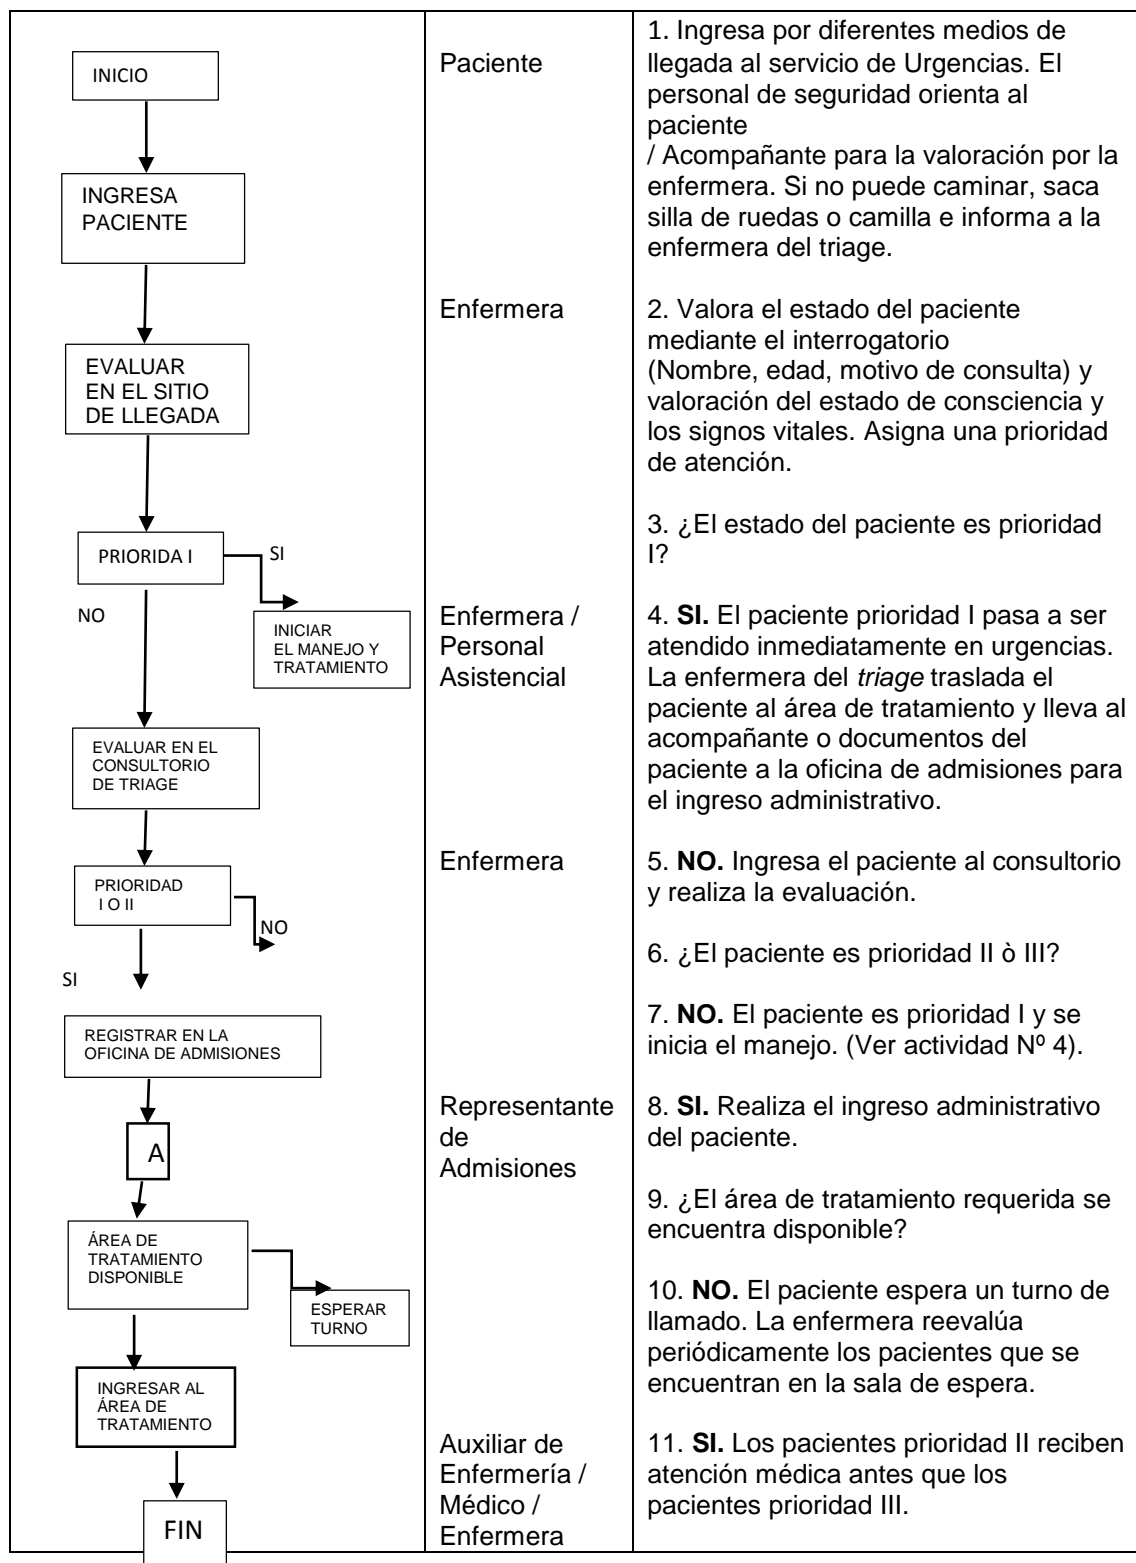 INICIO
INGRESA
PACIENTE
EVALUAR
EN EL SITIO
DE LLEGADA
PRIORIDA I
SI
NO
INICIAR
EL MANEJO Y
TRATAMIENTO
EVALUAR EN EL
CONSULTORIO
DE TRIAGE
PRIORIDAD
I O II
NO
SI
REGISTRAR EN LA
OFICINA DE ADMISIONES
A
ÁREA DE
TRATAMIENTO
DISPONIBLE
ESPERAR
TURNO
INGRESAR AL
ÁREA DE
TRATAMIENTO
FIN
Paciente
Enfermera
Enfermera /
Personal
Asistencial
Enfermera
Representante
de
Admisiones
Auxiliar de
Enfermería /
Médico /
Enfermera
1. Ingresa por diferentes medios de
llegada al servicio de Urgencias. El
personal de seguridad orienta al
paciente
/ Acompañante para la valoración por la
enfermera. Si no puede caminar, saca
silla de ruedas o camilla e informa a la
enfermera del triage.
2. Valora el estado del paciente
mediante el interrogatorio
(Nombre, edad, motivo de consulta) y
valoración del estado de consciencia y
los signos vitales. Asigna una prioridad
de atención.
3. ¿El estado del paciente es prioridad
I?
4. SI. El paciente prioridad I pasa a ser
atendido inmediatamente en urgencias.
La enfermera del triage traslada el
paciente al área de tratamiento y lleva al
acompañante o documentos del
paciente a la oficina de admisiones para
el ingreso administrativo.
5. NO. Ingresa el paciente al consultorio
y realiza la evaluación.
6. ¿El paciente es prioridad II ò III?
7. NO. El paciente es prioridad I y se
inicia el manejo. (Ver actividad Nº 4).
8. SI. Realiza el ingreso administrativo
del paciente.
9. ¿El área de tratamiento requerida se
encuentra disponible?
10. NO. El paciente espera un turno de
llamado. La enfermera reevalúa
periódicamente los pacientes que se
encuentran en la sala de espera.
11. SI. Los pacientes prioridad II reciben
atención médica antes que los
pacientes prioridad III.